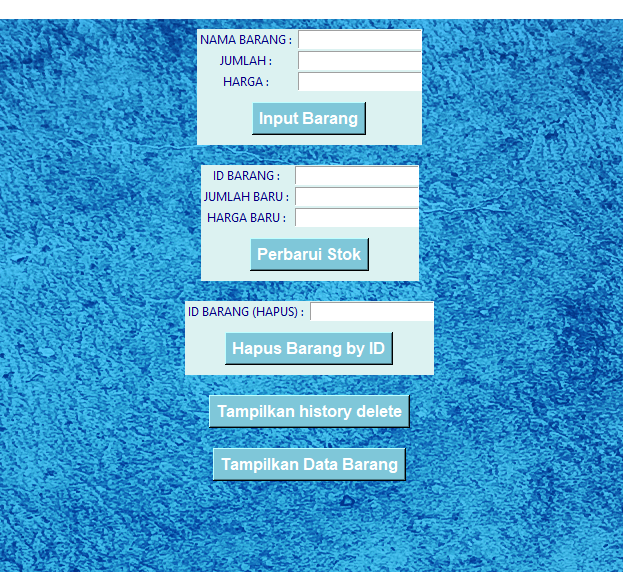 NAMA BARANG :
JUMLAH :
HARGA :
Input Barang
ID BARANG :
JUMLAH BARU :
HARGA BARU :
Perbarui Stok
ID BARANG (HAPUS) :
Hapus Barang by ID
Tampilkan history delete
Tampilkan Data Barang